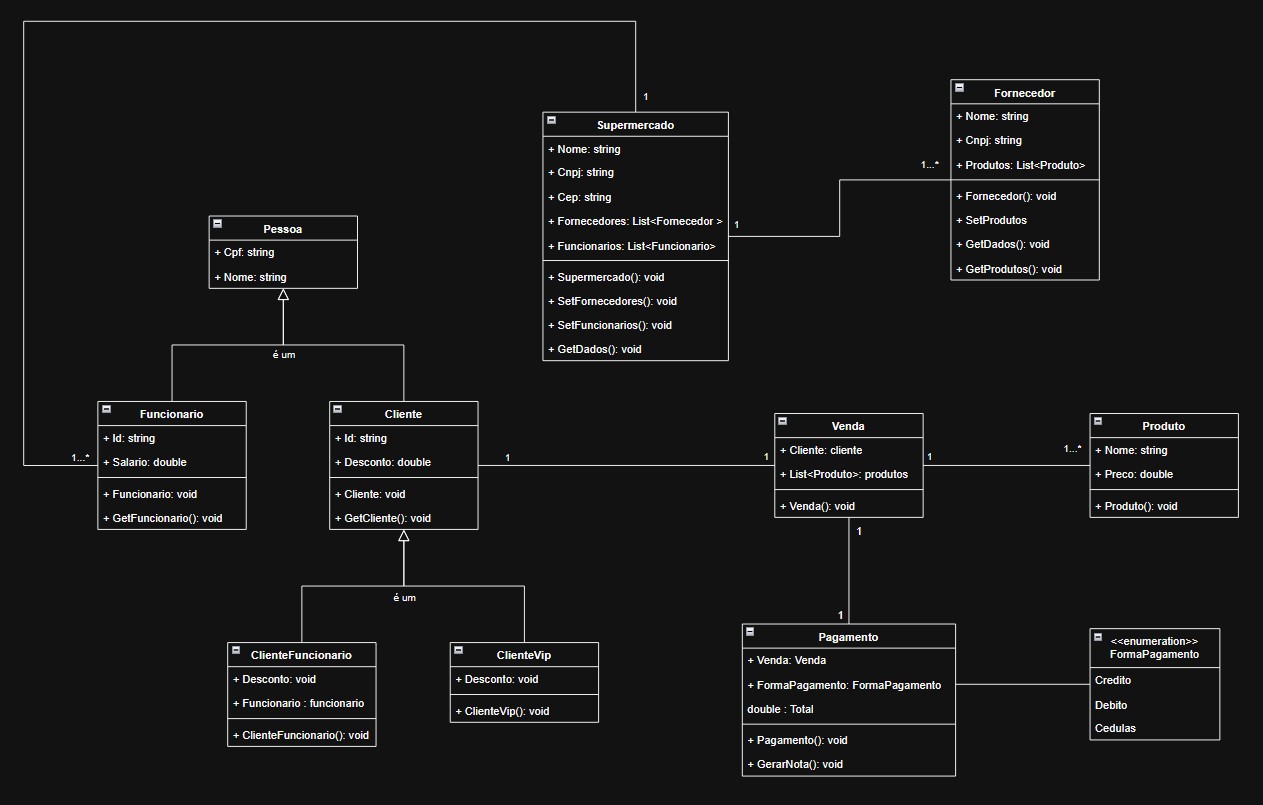 1
Fornecedor
+ Nome: string
+ Cnpj: string
+ Produtos: List<Produto>
+ Fornecedor(): void
+ SetProdutos
+ GetDados(): void
+ GetProdutos(): void
1...*
1
Supermercado
+ Nome: string
+ Cnpj: string
+ Cep: string
+ Fornecedores: List<Fornecedor >
+ Funcionarios: List<Funcionario>
+ Supermercado(): void
+ SetFornecedores(): void
+ SetFuncionarios(): void
+ GetDados(): void
Pessoa
+ Cpf: string
+ Nome: string
é um
1...*
Funcionario
+ Id: string
+ Salario: double
+ Funcionario: void
+ GetFuncionario(): void
Cliente
+ Id: string
+ Desconto: double
+ Cliente: void
+ GetCliente(): void
1
1
Venda
+ Cliente: cliente
+ List<Produto>: produtos
+ Venda(): void
1
1...*
Produto
+ Nome: string
+ Preco: double
+ Produto(): void
1
1
é um
ClienteFuncionario
+ Desconto: void
+ Funcionario : funcionario
+ ClienteFuncionario(): void
ClienteVip
+ Desconto: void
+ ClienteVip(): void
Pagamento
+ Venda: Venda
+ FormaPagamento: FormaPagamento
double : Total
+ Pagamento(): void
+ GerarNota(): void
<<enumeration>>
FormaPagamento
Credito
Debito
Cedulas